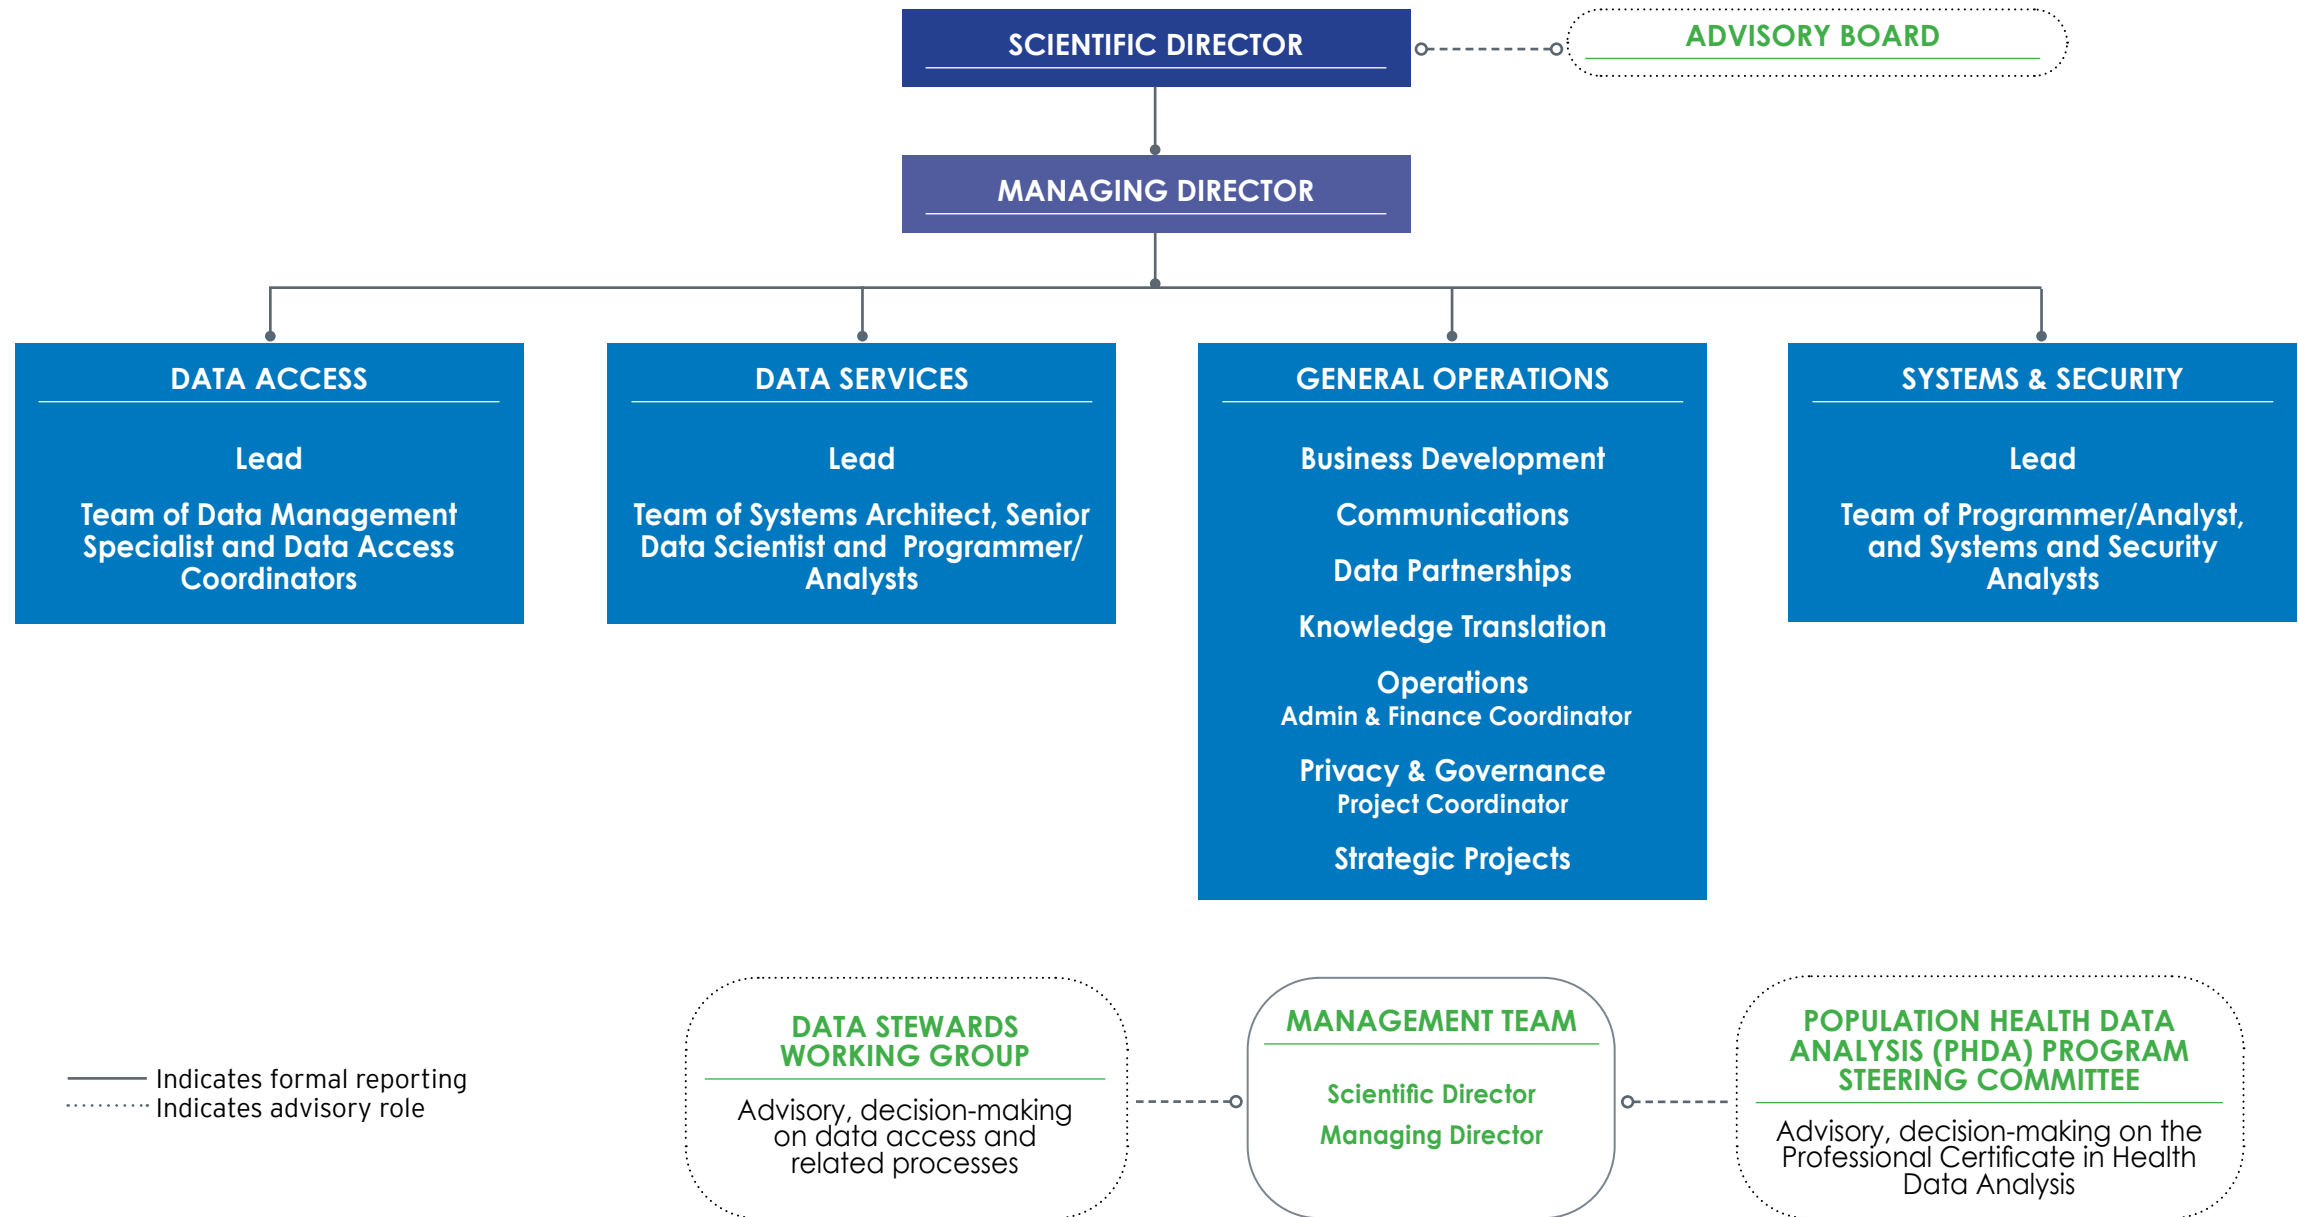 SCIENTIFIC DIRECTOR
ADVISORY BOARD
MANAGING DIRECTOR
DATA ACCESS
Lead
Team of Data Management
Specialist and Data Access
Coordinators
DATA SERVICES
Lead
Team of Systems Architect, Senior
Data Scientist and Programmer/
Analysts
GENERAL OPERATIONS
Business Development
Communications
Data Partnerships
Knowledge Translation
Operations
Admin & Finance Coordinator
Privacy & Governance
Project Coordinator
Strategic Projects
SYSTEMS & SECURITY
Lead
Team of Programmer/Analyst,
and Systems and Security
Analysts
Indicates formal reporting
Indicates advisory role
DATA STEWARDS
WORKING GROUP
Advisory, decision-making
on data access and
related processes
MANAGEMENT TEAM
Scientific Director
Managing Director
POPULATION HEALTH DATA
ANALYSIS (PHDA) PROGRAM
STEERING COMMITTEE
Advisory, decision-making on the
Professional Certificate in Health
Data Analysis